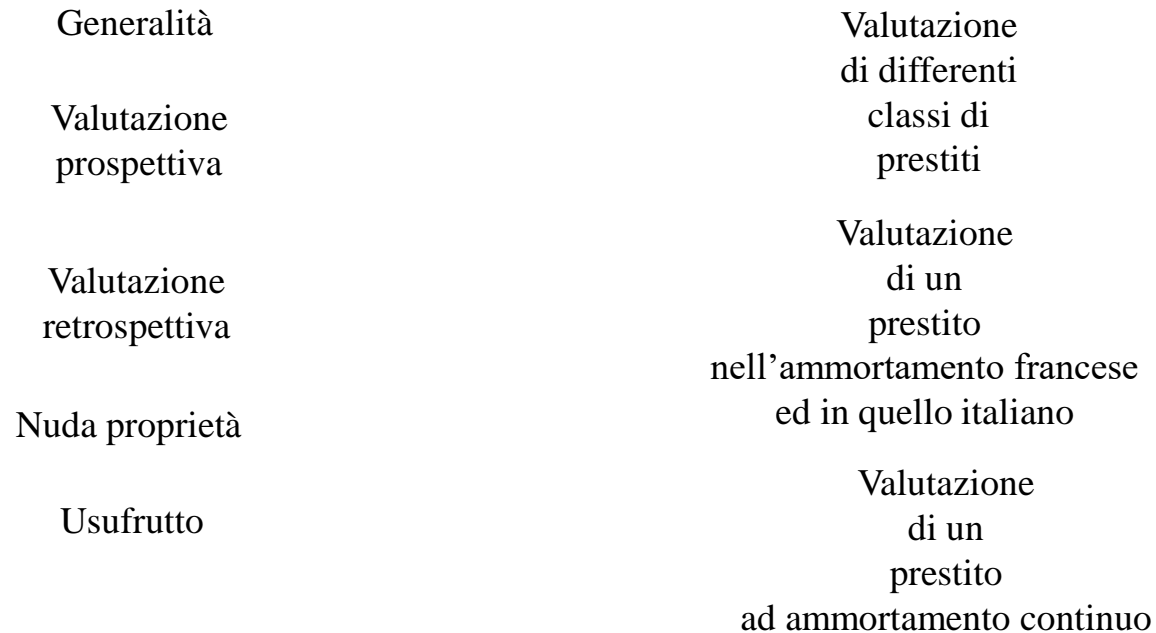 Generalità
Valutazione
prospettiva
Valutazione
retrospettiva
Nuda proprietà
Usufrutto
Valutazione
di differenti
classi di
prestiti
Valutazione
di un
prestito
nell’ammortamento francese
ed in quello italiano
Valutazione
di un
prestito
ad ammortamento continuo